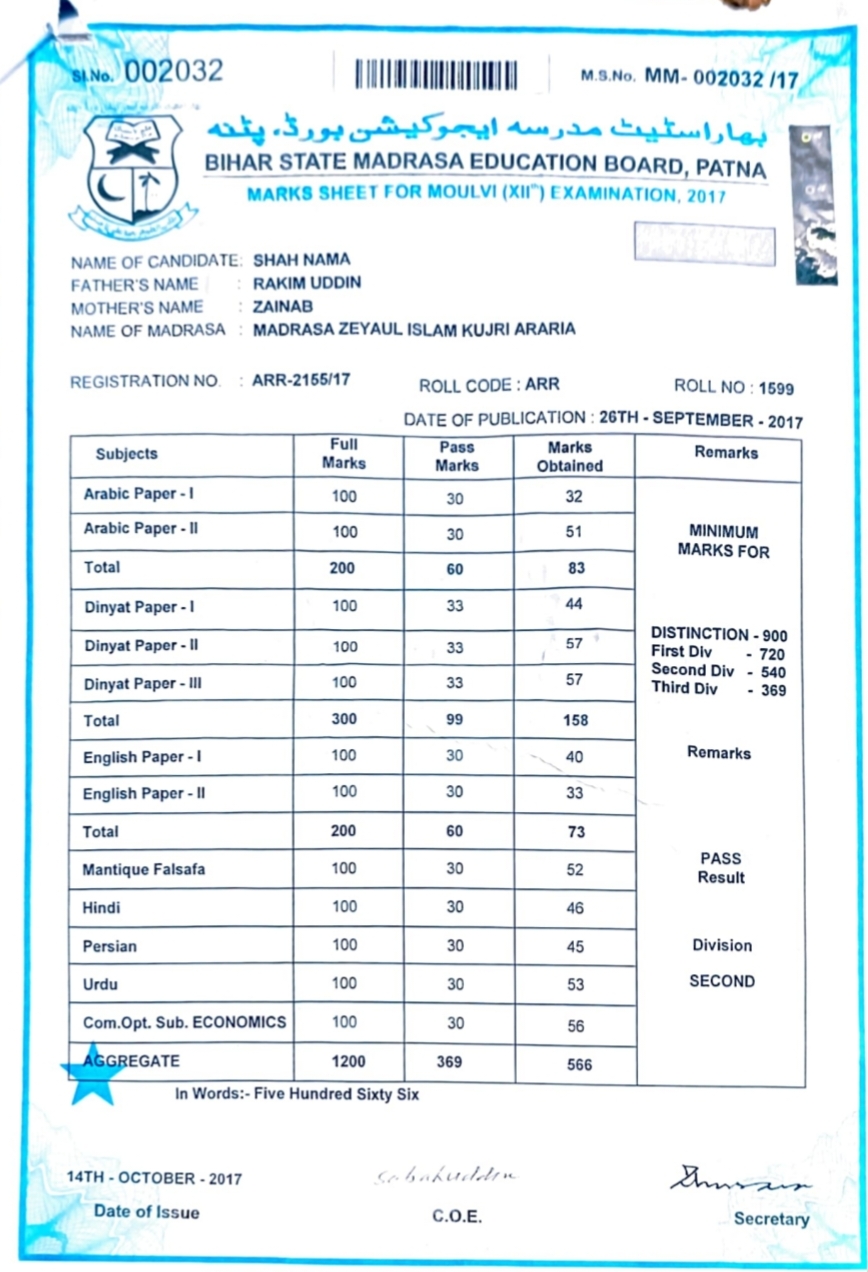 Sl.No. 002032
M.S.No. MM- 002032 /17
بہار اسٹیٹ مدرسہ ایجوکیشن بورڈ، پٹنہ
BIHAR STATE MADRASA EDUCATION BOARD, PATNA
MARKS SHEET FOR MOULVI (XIIth) EXAMINATION, 2017
NAME OF CANDIDATE: SHAH NAMA
FATHER'S NAME : RAKIM UDDIN
MOTHER'S NAME : ZAINAB
NAME OF MADRASA : MADRASA ZEYAUL ISLAM KUJRI ARARIA
REGISTRATION NO. : ARR-2155/17 ROLL CODE : ARR ROLL NO : 1599
DATE OF PUBLICATION : 26TH - SEPTEMBER - 2017
Subjects Full Marks Pass Marks Marks Obtained Remarks
Arabic Paper - I 100 30 32
Arabic Paper - II 100 30 51
MINIMUM
MARKS FOR
Total 200 60 83
Dinyat Paper - I 100 33 44
DISTINCTION - 900
Dinyat Paper - II 100 33 57
First Div - 720
Second Div - 540
Dinyat Paper - III 100 33 57
Third Div - 369
Total 300 99 158
English Paper - I 100 30 40
Remarks
English Paper - II 100 30 33
Total 200 60 73
Mantique Falsafa 100 30 52
PASS
Result
Hindi 100 30 46
Persian 100 30 45
Division
Urdu 100 30 53
SECOND
Com.Opt. Sub. ECONOMICS 100 30 56
AGGREGATE 1200 369 566
In Words:- Five Hundred Sixty Six
14TH - OCTOBER - 2017
Sabahuddin
Date of Issue
C.O.E.
Secretary